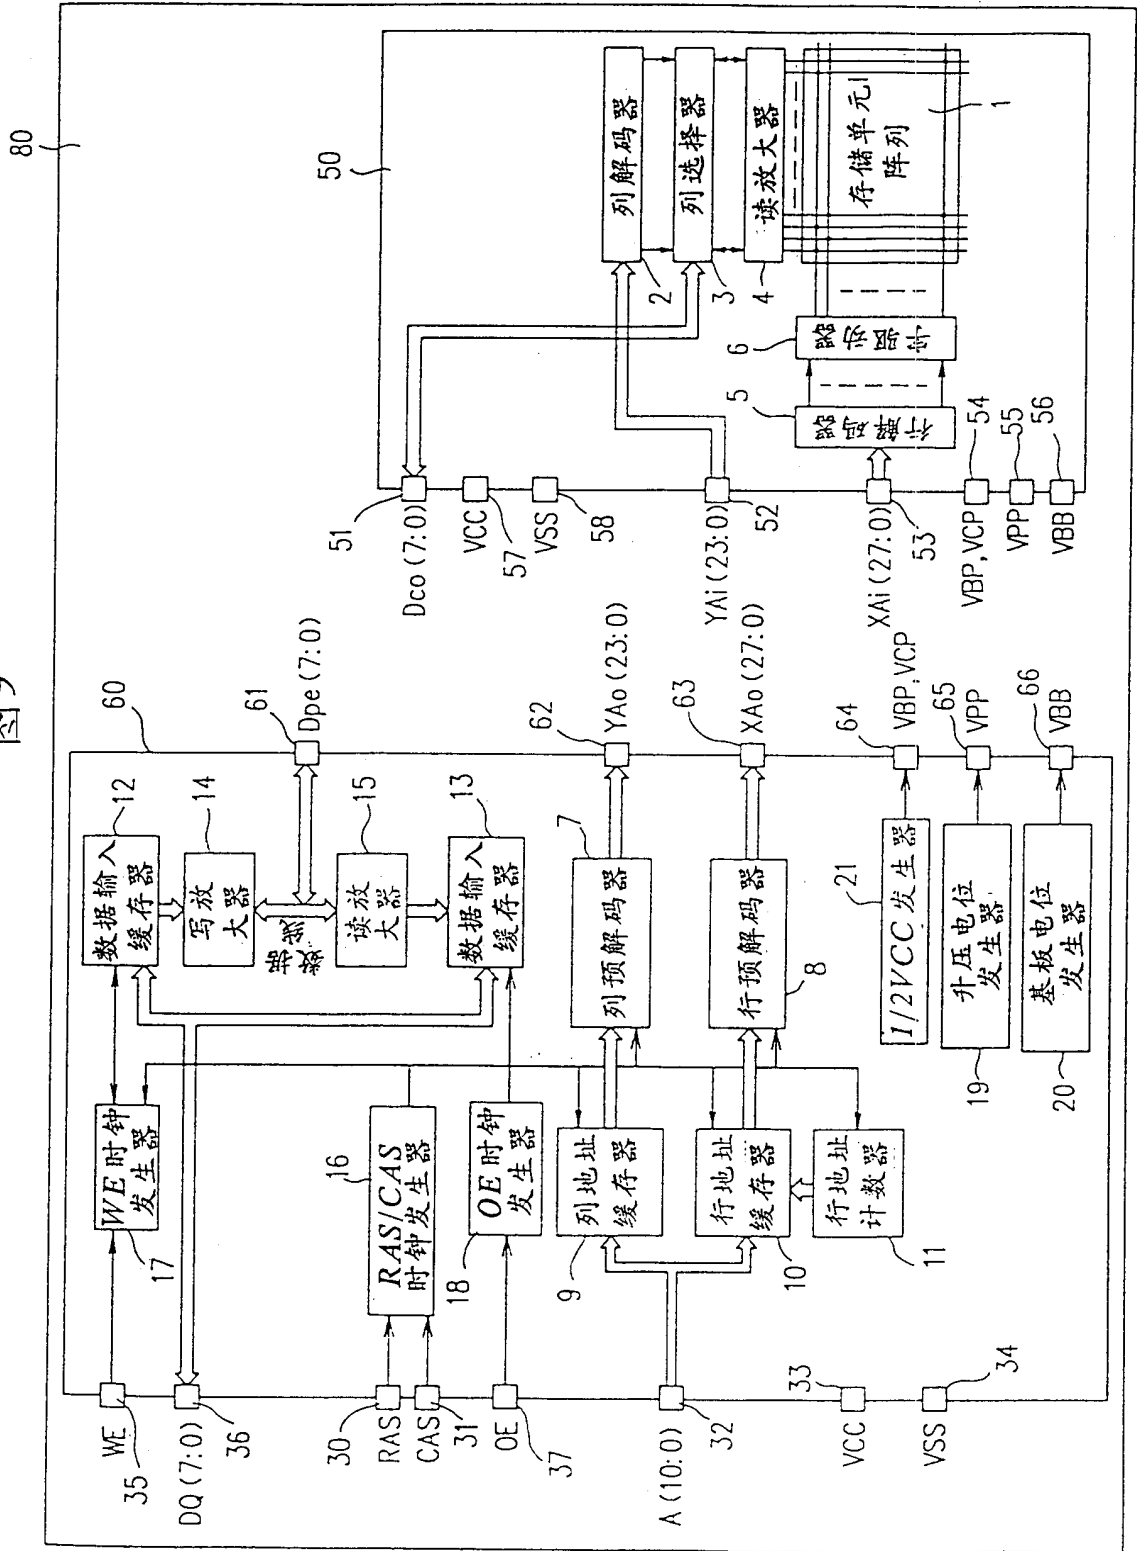 图
80
60
50
WE
35
WE时钟
发生器
17
数据输入
缓存器
12
DQ (7:0)
36
写放
大器
14
数据
线
61
Dpe (7:0)
读放
大器
15
数据输入
缓存器
13
RAS
30
CAS
31
RAS/CAS
时钟发生器
16
OE
37
OE时钟
发生器
18
A (10:0)
32
列地址
缓存器
9
列预解码器
7
62
YAo (23:0)
行地址
缓存器
10
行预解码器
8
63
XAo (27:0)
行地址
计数器
11
VCC
33
VSS
34
1/2VCC发生器
21
64
VBP,VCP
升压电位
发生器
19
65
VPP
基板电位
发生器
20
66
VBB
51
Dco (7:0)
VCC
57
VSS
58
YAi (23:0)
52
XAi (27:0)
53
VBP,VCP
54
VPP
55
VBB
56
列解码器
2
列选择器
3
读放大器
4
行解码器
5
字驱动器
6
存储单元
阵列
1